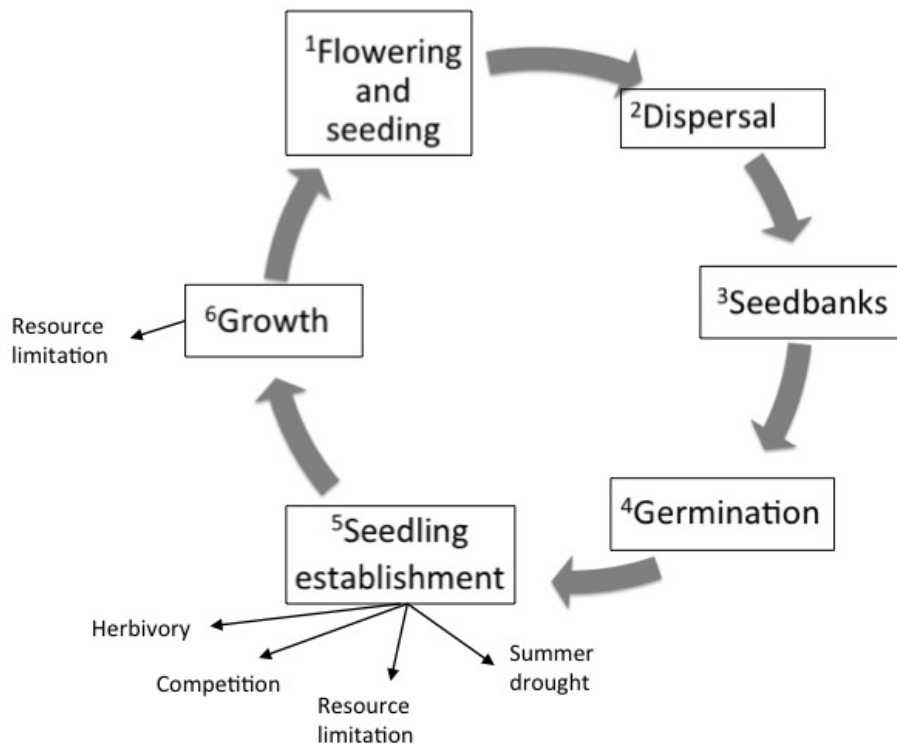 ¹Flowering
and
seeding
²Dispersal
³Seedbanks
⁴Germination
⁵Seedling
establishment
⁶Growth
Resource
limitation
Herbivory
Competition
Resource
limitation
Summer
drought